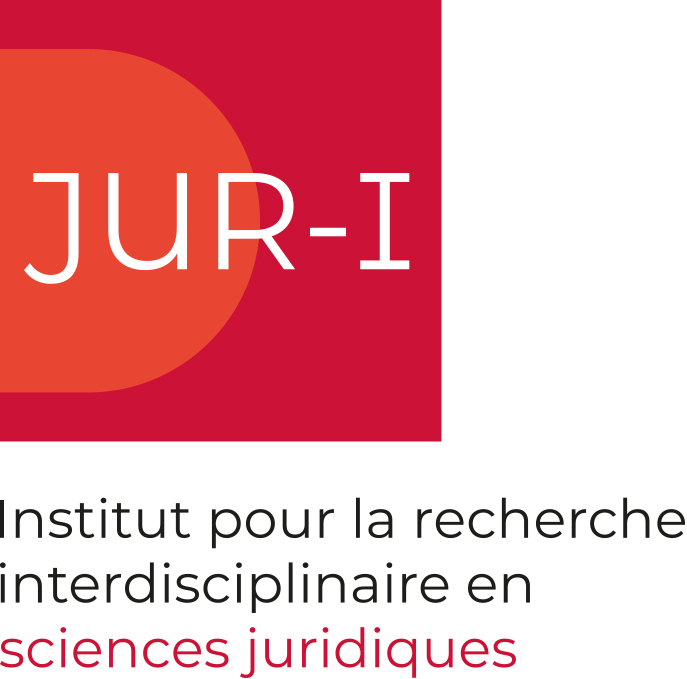 JUR-I
Institut pour la recherche
interdisciplinaire en
sciences juridiques